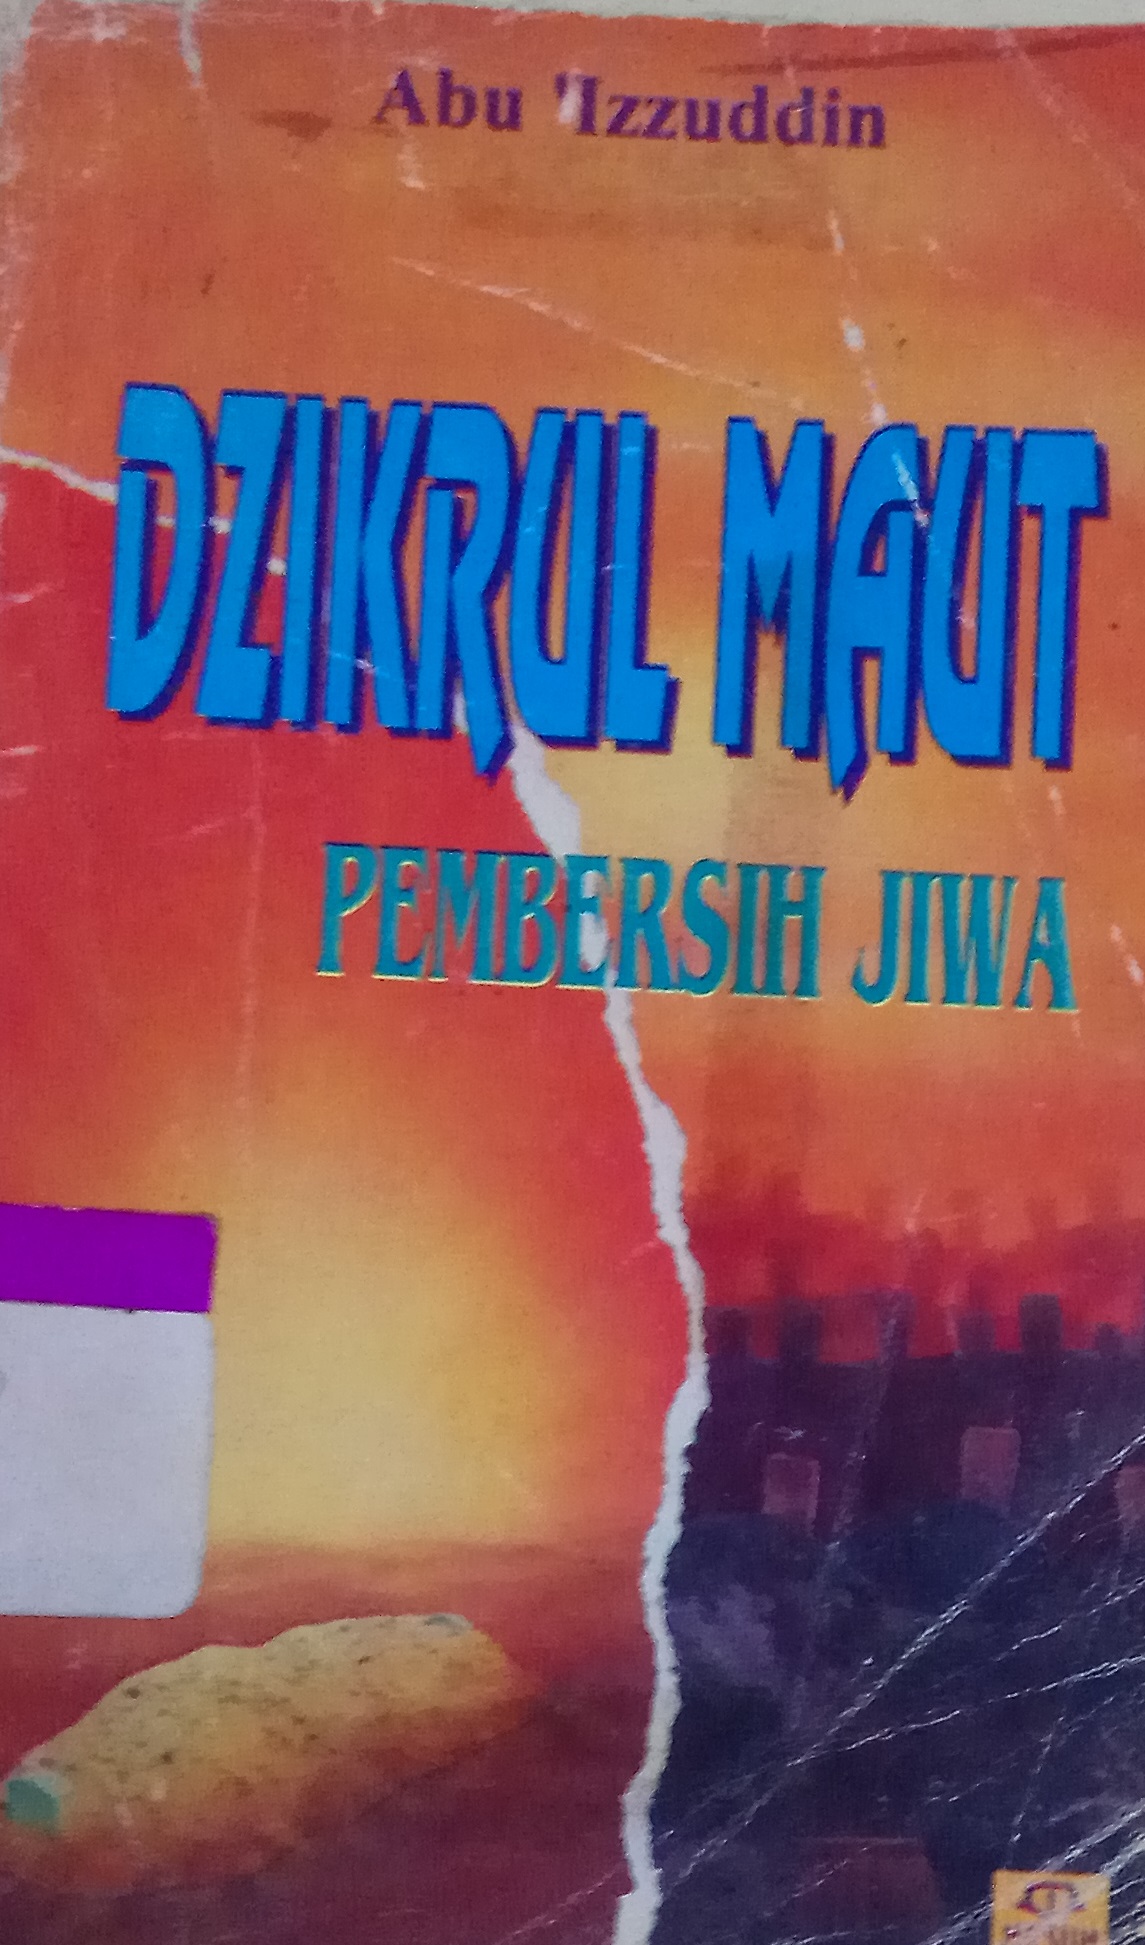 Abu 'Izzuddin
DZIKRUL MAUT
PEMBERSIH JIWA